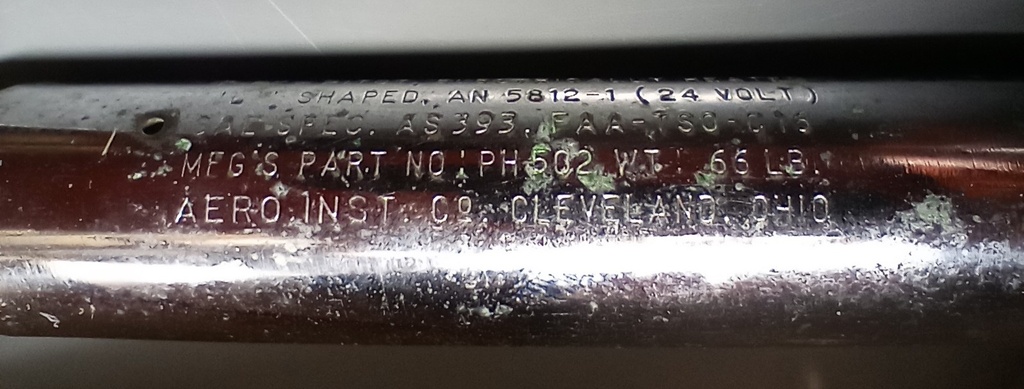 SHAPED, AN 5812-1 (24 VOLT)
SPEC. AS393, FAA-TSO-C16
MFG'S PART NO. PH502 WT. .66 LB.
AERO INST. CO. CLEVELAND, OHIO